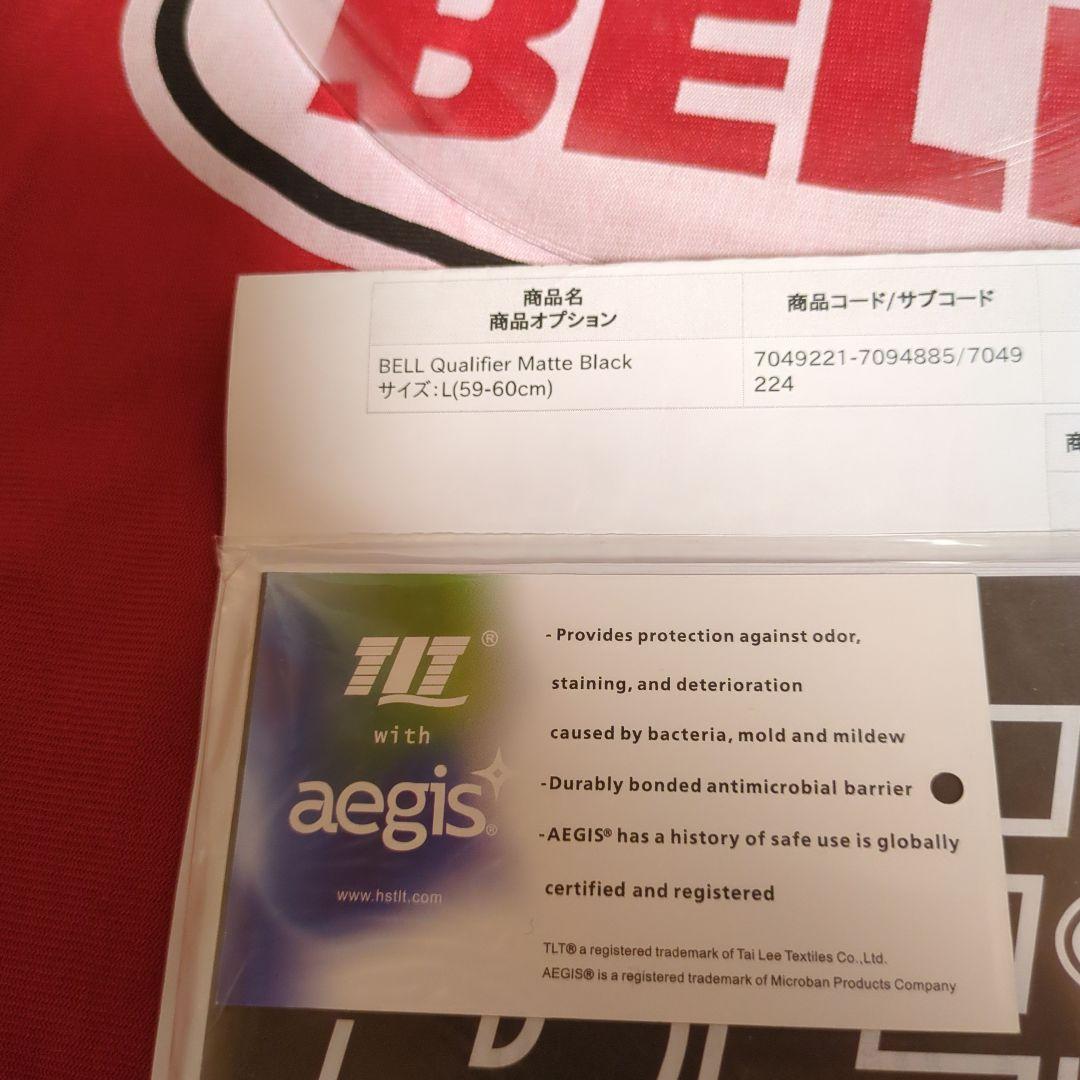 BELL
商品名
商品オプション
商品コード/サブコード
BELL Qualifier Matte Black
サイズ:L(59-60cm)
7049221-7094885/7049
224
商
TLT®
with
aegis®
www.hstlt.com
- Provides protection against odor,
staining, and deterioration
caused by bacteria, mold and mildew
-Durably bonded antimicrobial barrier
-AEGIS® has a history of safe use is globally
certified and registered
TLT® a registered trademark of Tai Lee Textiles Co.,Ltd.
AEGIS® is a registered trademark of Microban Products Company